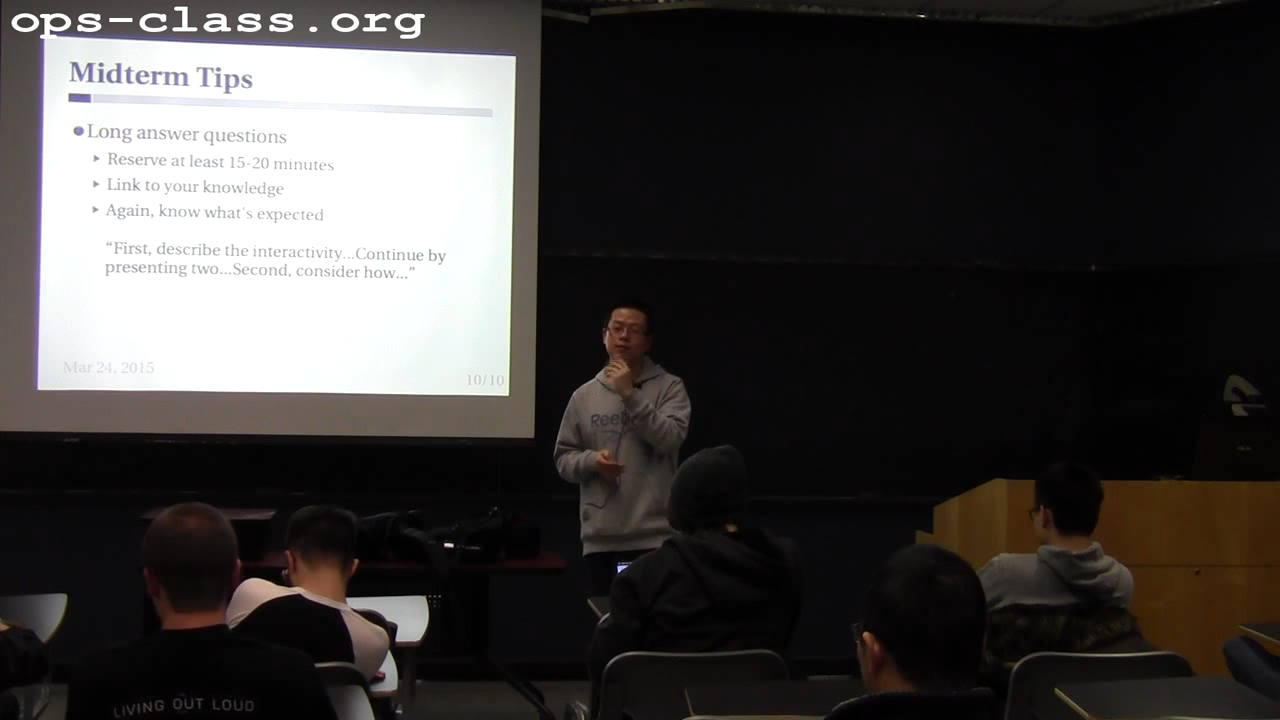 ops-class.org
Midterm Tips
Long answer questions
Reserve at least 15-20 minutes
Link to your knowledge
Again, know what's expected
“First, describe the interactivity...Continue by
presenting two...Second, consider how...”
Mar 24, 2015
10/10
LIVING OUT LOUD